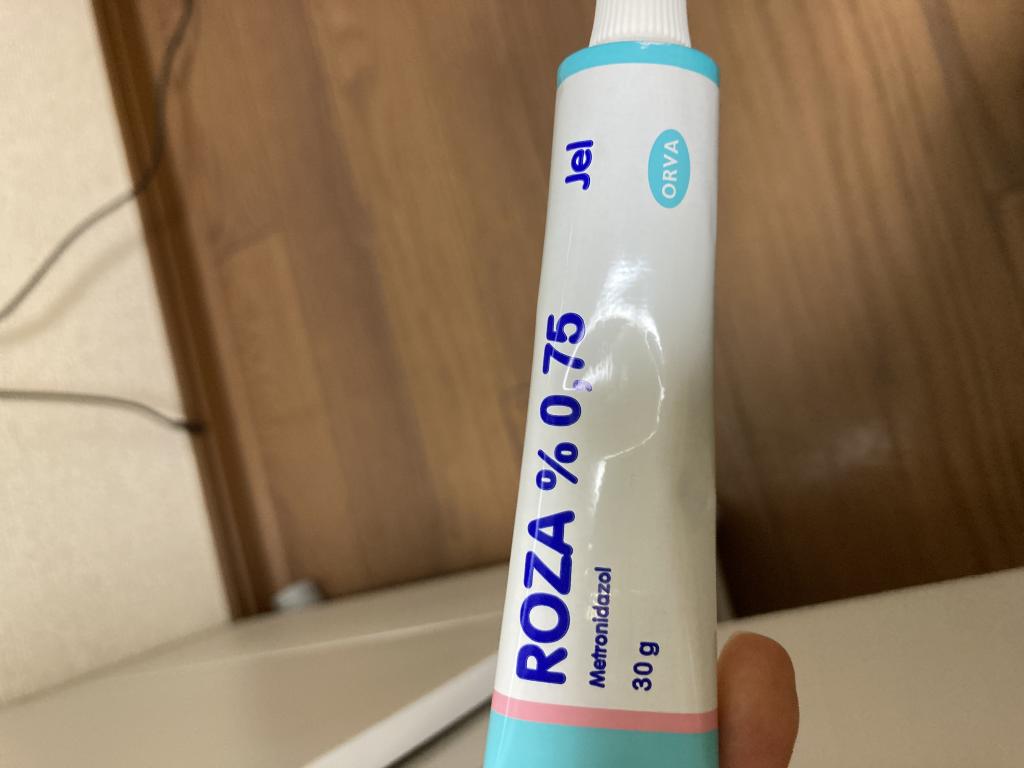 ROZA % 0,75 Jel
Metronidazol
30 g
ORVA